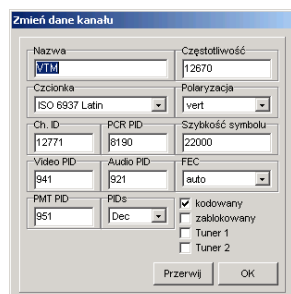 Zmień dane kanału
Nazwa Częstotliwość
VTM 12670
Czcionka Polaryzacja
ISO 6937 Latin vert
Ch. ID PCR PID Szybkość symbolu
12771 8190 22000
Video PID Audio PID FEC
941 921 auto
PMT PID PIDs kodowany
951 Dec zablokowany
Tuner 1
Tuner 2
Przerwij OK